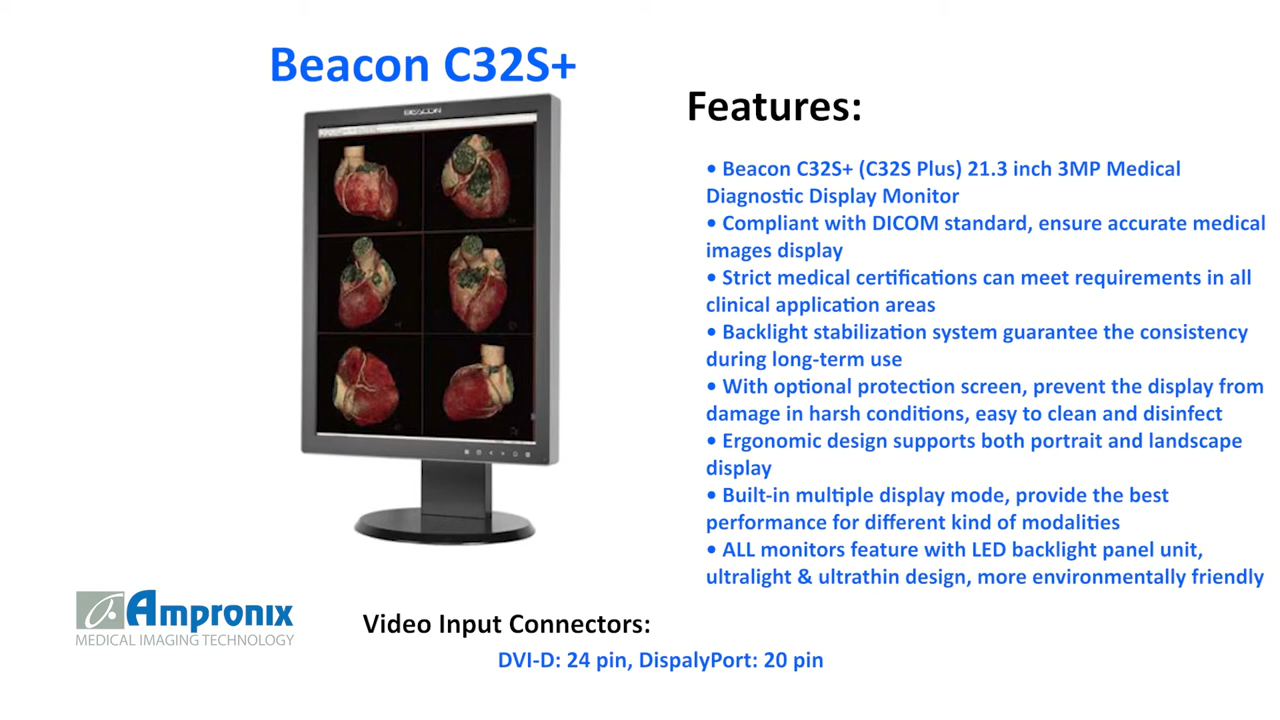 Beacon C32S+
BEACON
Features:
• Beacon C32S+ (C32S Plus) 21.3 inch 3MP Medical
Diagnostic Display Monitor
• Compliant with DICOM standard, ensure accurate medical
images display
• Strict medical certifications can meet requirements in all
clinical application areas
• Backlight stabilization system guarantee the consistency
during long-term use
• With optional protection screen, prevent the display from
damage in harsh conditions, easy to clean and disinfect
• Ergonomic design supports both portrait and landscape
display
• Built-in multiple display mode, provide the best
performance for different kind of modalities
• ALL monitors feature with LED backlight panel unit,
ultralight & ultrathin design, more environmentally friendly
Ampronix
MEDICAL IMAGING TECHNOLOGY
Video Input Connectors:
DVI-D: 24 pin, DispalyPort: 20 pin